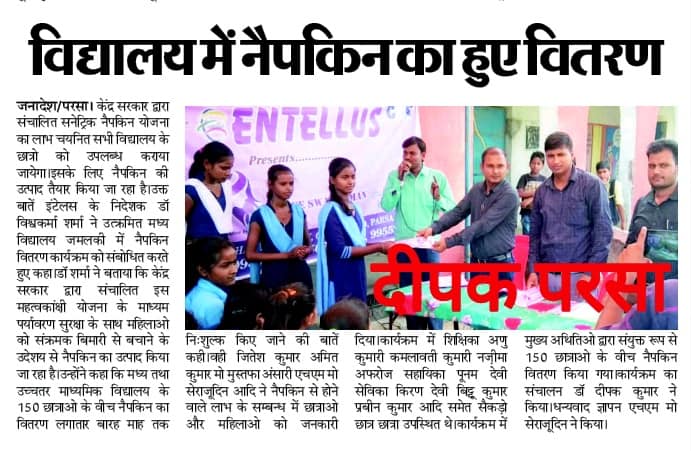 विद्यालय में नैपकिन का हुए वितरण
जनादेश/परसा। केंद्र सरकार द्वारा
संचालित सनेट्रिक नैपकिन योजना
का लाभ चयनित सभी विद्यालय के
छात्रो को उपलब्ध कराया
जायेगा।इसके लिए नैपकिन की
उत्पाद तैयार किया जा रहा है।उक्त
बातें इंटेलस के निदेशक डॉ
विश्वकर्मा शर्मा ने उत्क्रमित मध्य
विद्यालय जमलकी में नैपकिन
वितरण कार्यक्रम को संबोधित करते
हुए कहा।डॉ शर्मा ने बताया कि केंद्र
सरकार द्वारा संचालित इस
महत्वकांक्षी योजना के माध्यम
पर्यावरण सुरक्षा के साथ महिलाओ
को संक्रमक बिमारी से बचाने के
उदेशय से नैपकिन का उत्पाद किया
जा रहा है।उन्होंने कहा कि मध्य तथा
उच्चतर माध्यमिक विद्यालय के
150 छात्राओ के वीच नैपकिन का
वितरण लगातार बारह माह तक
ENTELLUS
Presents
PARSA
दीपक परसा
निःशुल्क किए जाने की बातें
कही।वही जितेश कुमार अमित
कुमार मो मुस्तफा अंसारी एचएम मो
सेराजूदिन आदि ने नैपकिन से होने
वाले लाभ के सम्बन्ध में छात्राओ
और महिलाओ को जनकारी
दिया।कार्यक्रम में शिक्षिका अणु
कुमारी कमलावती कुमारी नजीमा
अफरोज सहायिका पूनम देवी
सेविका किरण देवी बिट्टू कुमार
प्रबीन कुमार आदि समेत सैकड़ो
छात्र छात्रा उपस्थित थे।कार्यक्रम में
मुख्य अथितिओ द्वारा संयुक्त रूप से
150 छात्राओ के वीच नैपकिन
वितरण किया गया।कार्यक्रम का
संचालन डॉ दीपक कुमार ने
किया।धन्यवाद ज्ञापन एचएम मो
सेराजूदिन ने किया।